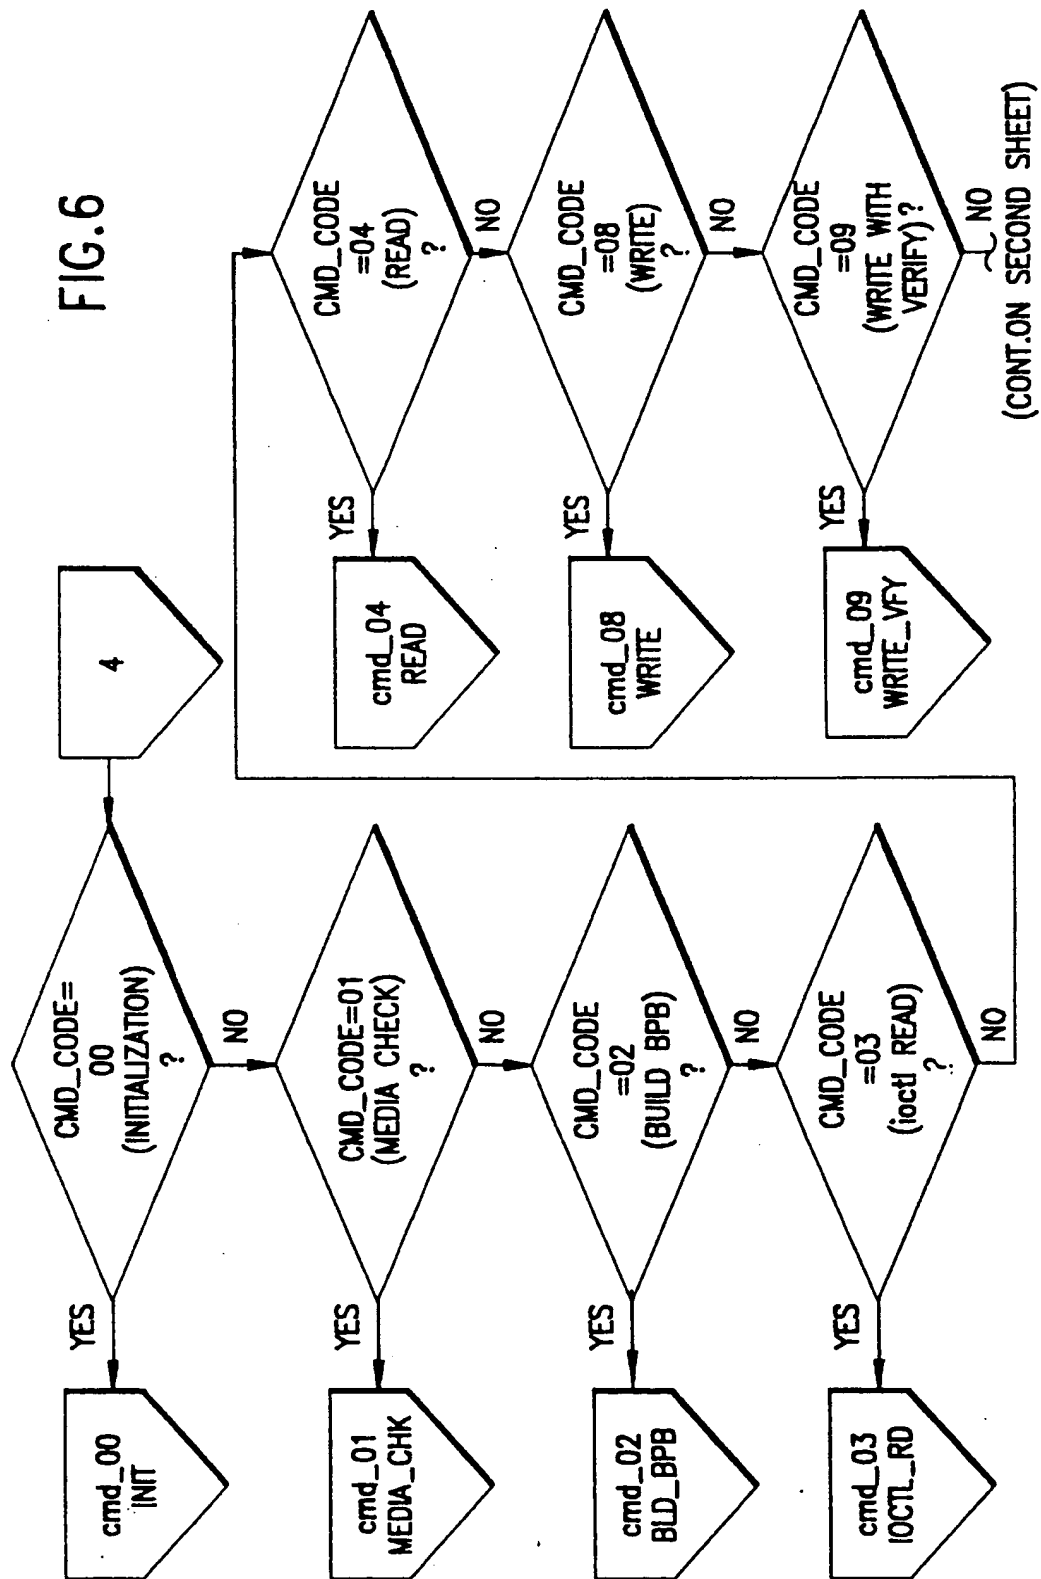 FIG.6
4
CMD_CODE=
00
(INITIALIZATION)
?
YES
NO
cmd_00
INIT
CMD_CODE=01
(MEDIA CHECK)
?
YES
NO
cmd_01
MEDIA_CHK
CMD_CODE
=02
(BUILD BPB)
?
YES
NO
cmd_02
BLD_BPB
CMD_CODE
=03
(ioctl READ)
?
YES
NO
cmd_03
IOCTL_RD
CMD_CODE
=04
(READ)
?
YES
NO
cmd_04
READ
CMD_CODE
=08
(WRITE)
?
YES
NO
cmd_08
WRITE
CMD_CODE
=09
(WRITE WITH
VERIFY)?
YES
NO
cmd_09
WRITE_VFY
(CONT.ON SECOND SHEET)